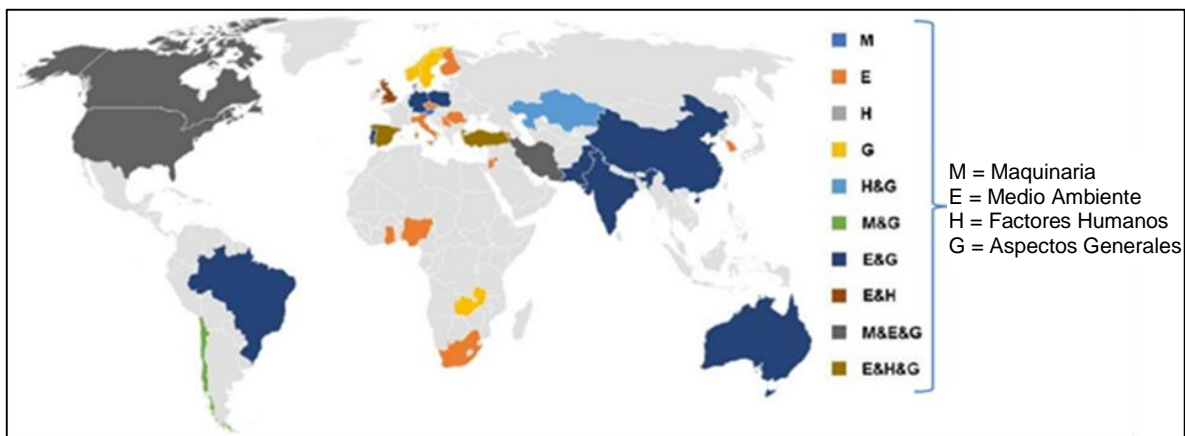 M
E
H
G
H&G
M&G
E&G
E&H
M&E&G
E&H&G
M = Maquinaria
E = Medio Ambiente
H = Factores Humanos
G = Aspectos Generales